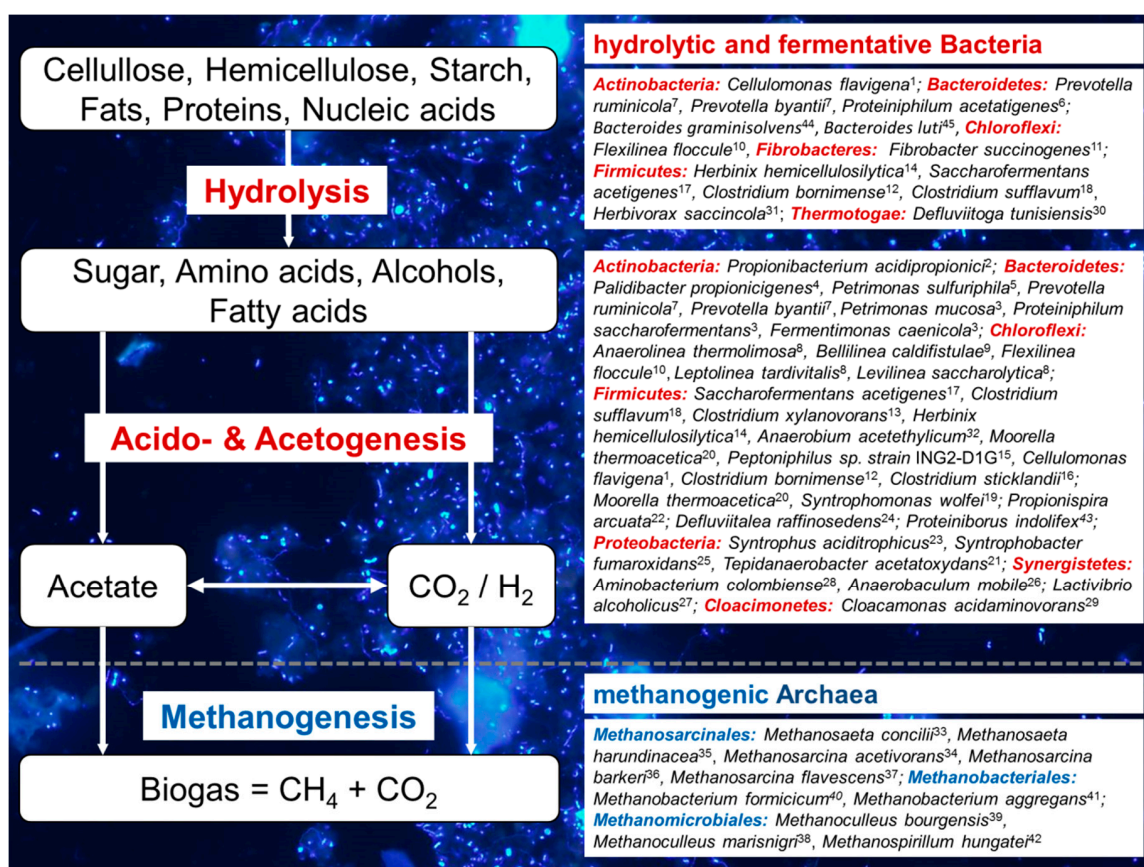 Cellullose, Hemicellulose, Starch,
Fats, Proteins, Nucleic acids
Hydrolysis
Sugar, Amino acids, Alcohols,
Fatty acids
Acido- & Acetogenesis
Acetate
CO₂ / H₂
Methanogenesis
Biogas = CH₄ + CO₂
hydrolytic and fermentative Bacteria
Actinobacteria: Cellulomonas flavigena¹; Bacteroidetes: Prevotella
ruminicola⁷, Prevotella byantii⁷, Proteiniphilum acetatigenes⁶;
Bacteroides graminisolvens⁴⁴, Bacteroides luti⁴⁵, Chloroflexi:
Flexilinea floccule¹⁰, Fibrobacteres: Fibrobacter succinogenes¹¹;
Firmicutes: Herbinix hemicellulosilytica¹⁴, Saccharofermentans
acetigenes¹⁷, Clostridium bornimense¹², Clostridium sufflavum¹⁸,
Herbivorax saccincola³¹; Thermotogae: Defluviitoga tunisiensis³⁰
Actinobacteria: Propionibacterium acidipropionici²; Bacteroidetes:
Palidibacter propionicigenes⁴, Petrimonas sulfuriphila⁵, Prevotella
ruminicola⁷, Prevotella byantii⁷, Petrimonas mucosa³, Proteiniphilum
saccharofermentans³, Fermentimonas caenicola³; Chloroflexi:
Anaerolinea thermolimosa⁸, Bellilinea caldifistulae⁹, Flexilinea
floccule¹⁰, Leptolinea tardivitalis⁸, Levilinea saccharolytica⁸;
Firmicutes: Saccharofermentans acetigenes¹⁷, Clostridium
sufflavum¹⁸, Clostridium xylanovorans¹³, Herbinix
hemicellulosilytica¹⁴, Anaerobium acetethylicum³², Moorella
thermoacetica²⁰, Peptoniphilus sp. strain ING2-D1G¹⁵, Cellulomonas
flavigena¹, Clostridium bornimense¹², Clostridium sticklandii¹⁶;
Moorella thermoacetica²⁰, Syntrophomonas wolfei¹⁹; Propionispira
arcuata²²; Defluviitalea raffinosedens²⁴; Proteiniborus indolifex⁴³;
Proteobacteria: Syntrophus aciditrophicus²³, Syntrophobacter
fumaroxidans²⁵, Tepidanaerobacter acetatoxydans²¹; Synergistetes:
Aminobacterium colombiense²⁸, Anaerobaculum mobile²⁶; Lactivibrio
alcoholicus²⁷; Cloacimonetes: Cloacamonas acidaminovorans²⁹
methanogenic Archaea
Methanosarcinales: Methanosaeta concilii³³, Methanosaeta
harundinacea³⁵, Methanosarcina acetivorans³⁴, Methanosarcina
barkeri³⁶, Methanosarcina flavescens³⁷; Methanobacteriales:
Methanobacterium formicicum⁴⁰, Methanobacterium aggregans⁴¹;
Methanomicrobiales: Methanoculleus bourgensis³⁹,
Methanoculleus marisnigri³⁸, Methanospirillum hungatei⁴²